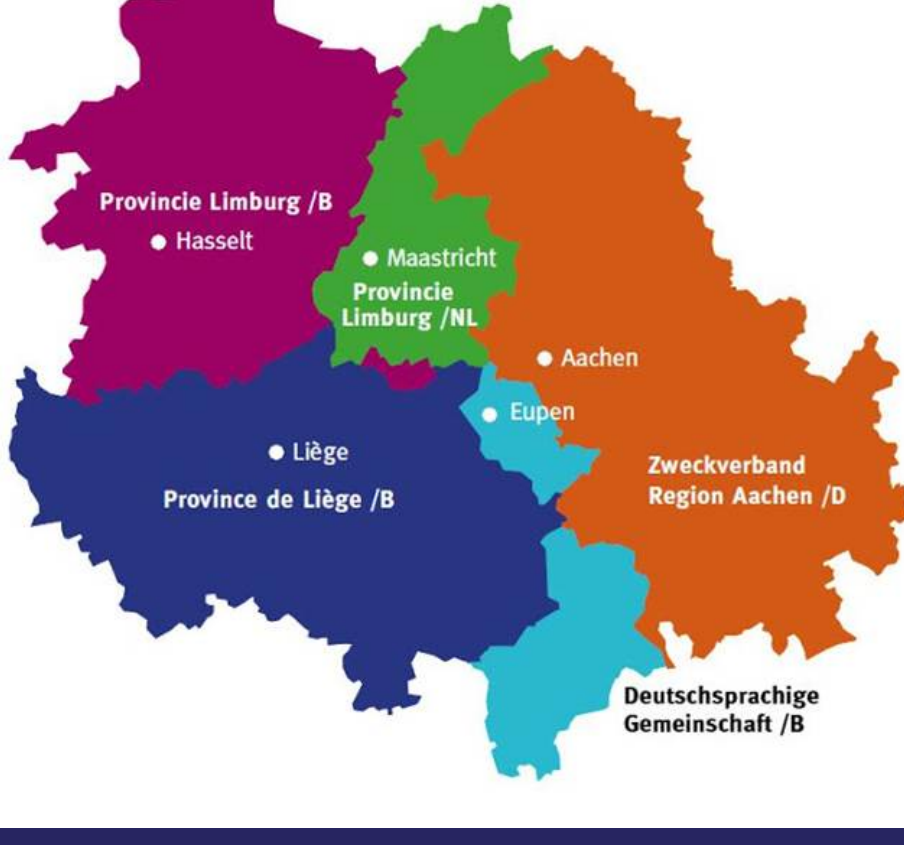 Provincie Limburg /B
Hasselt
Maastricht
Provincie
Limburg /NL
Aachen
Eupen
Liège
Zweckverband
Region Aachen /D
Province de Liège /B
Deutschsprachige
Gemeinschaft /B